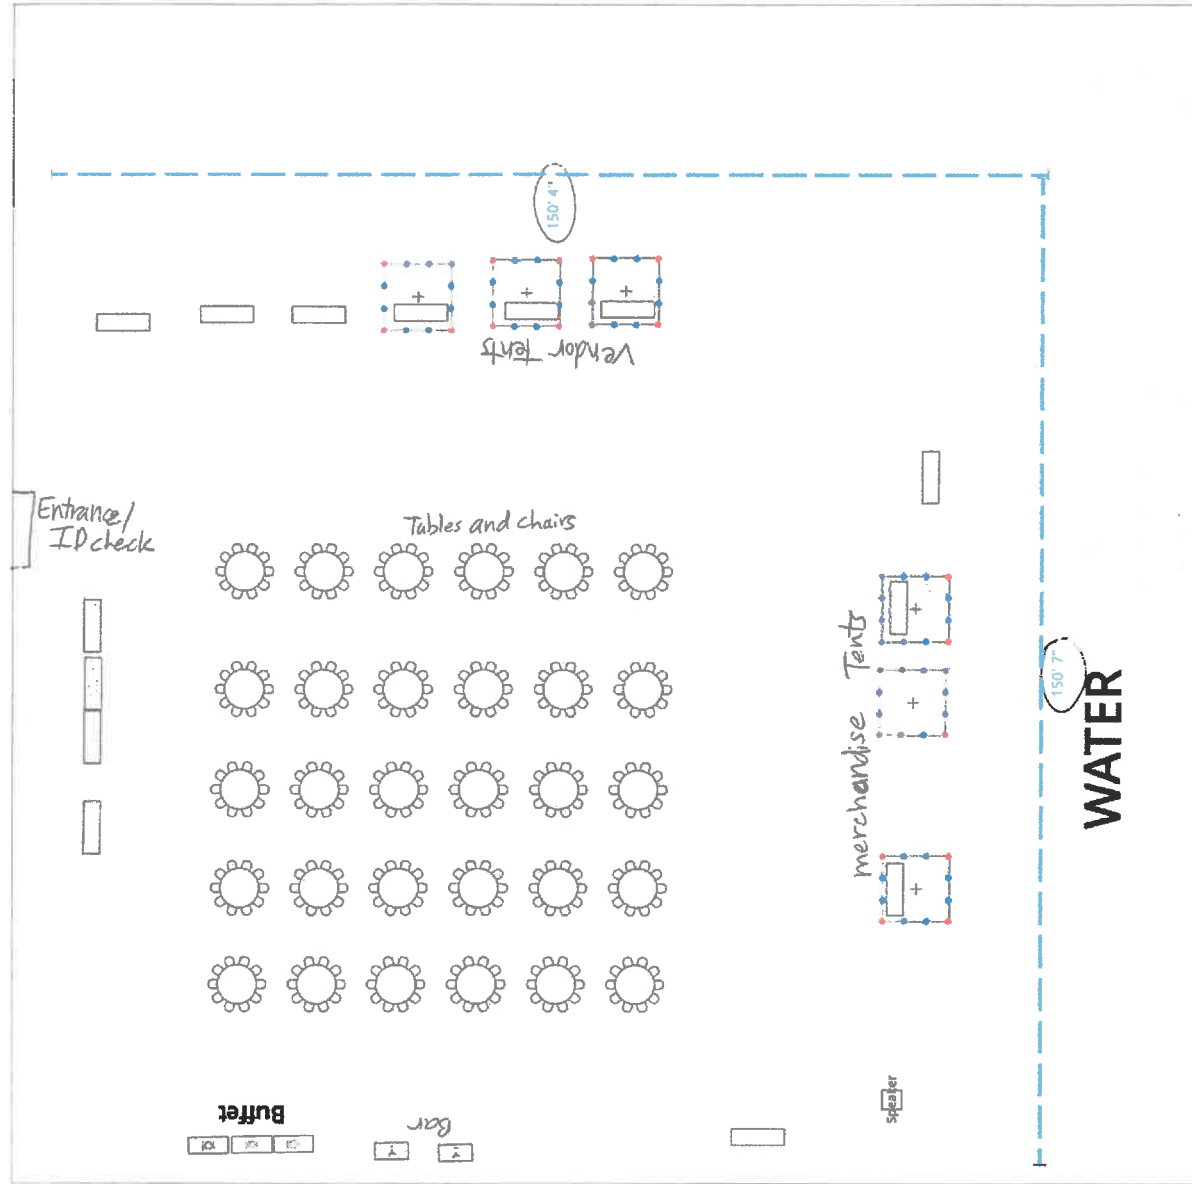 150' 4"
Vendor Tents
Entrance/
ID check
Tables and chairs
merchandise Tents
150' 7"
WATER
Buffet
Bar
speaker